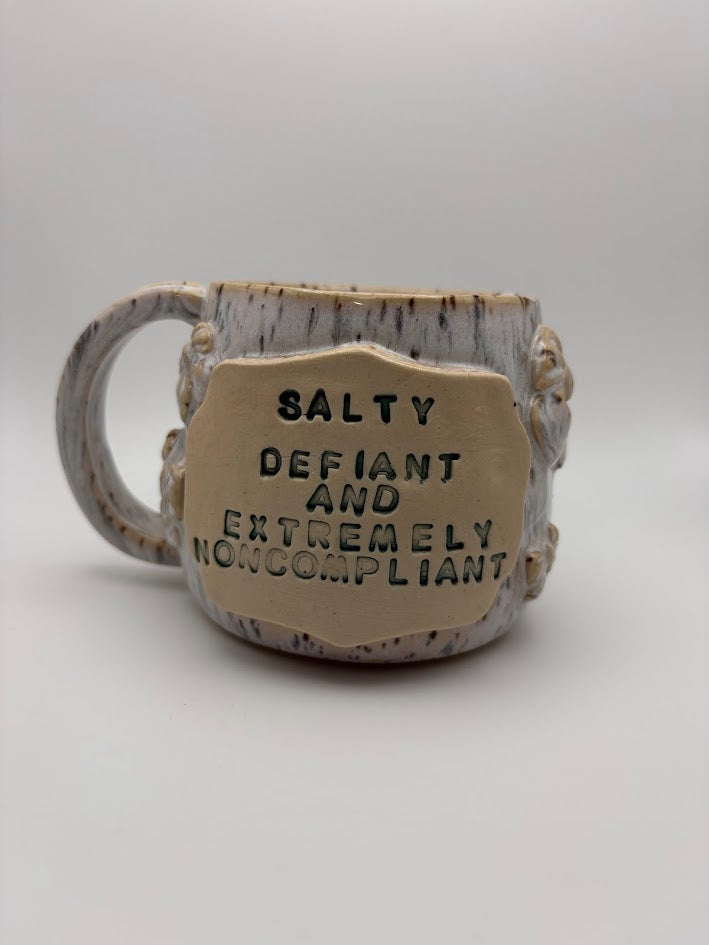 SALTY
DEFIANT
AND
EXTREMELY
NONCOMPLIANT